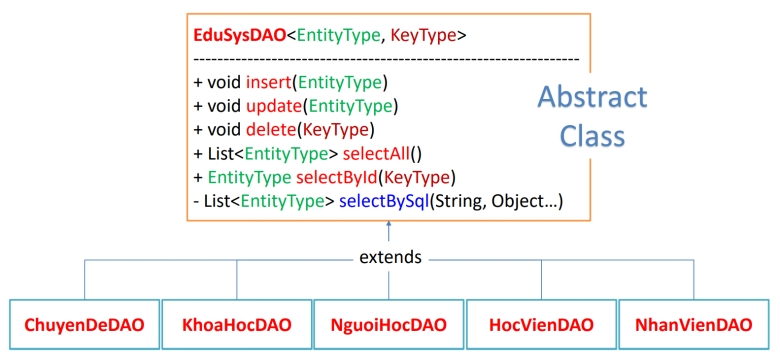 EduSysDAO<EntityType, KeyType>
--------------------------------------------------------------
+ void insert(EntityType)
+ void update(EntityType)
+ void delete(KeyType)
+ List<EntityType> selectAll()
+ EntityType selectById(KeyType)
- List<EntityType> selectBySql(String, Object…)
Abstract
Class
extends
ChuyenDeDAO
KhoaHocDAO
NguoiHocDAO
HocVienDAO
NhanVienDAO